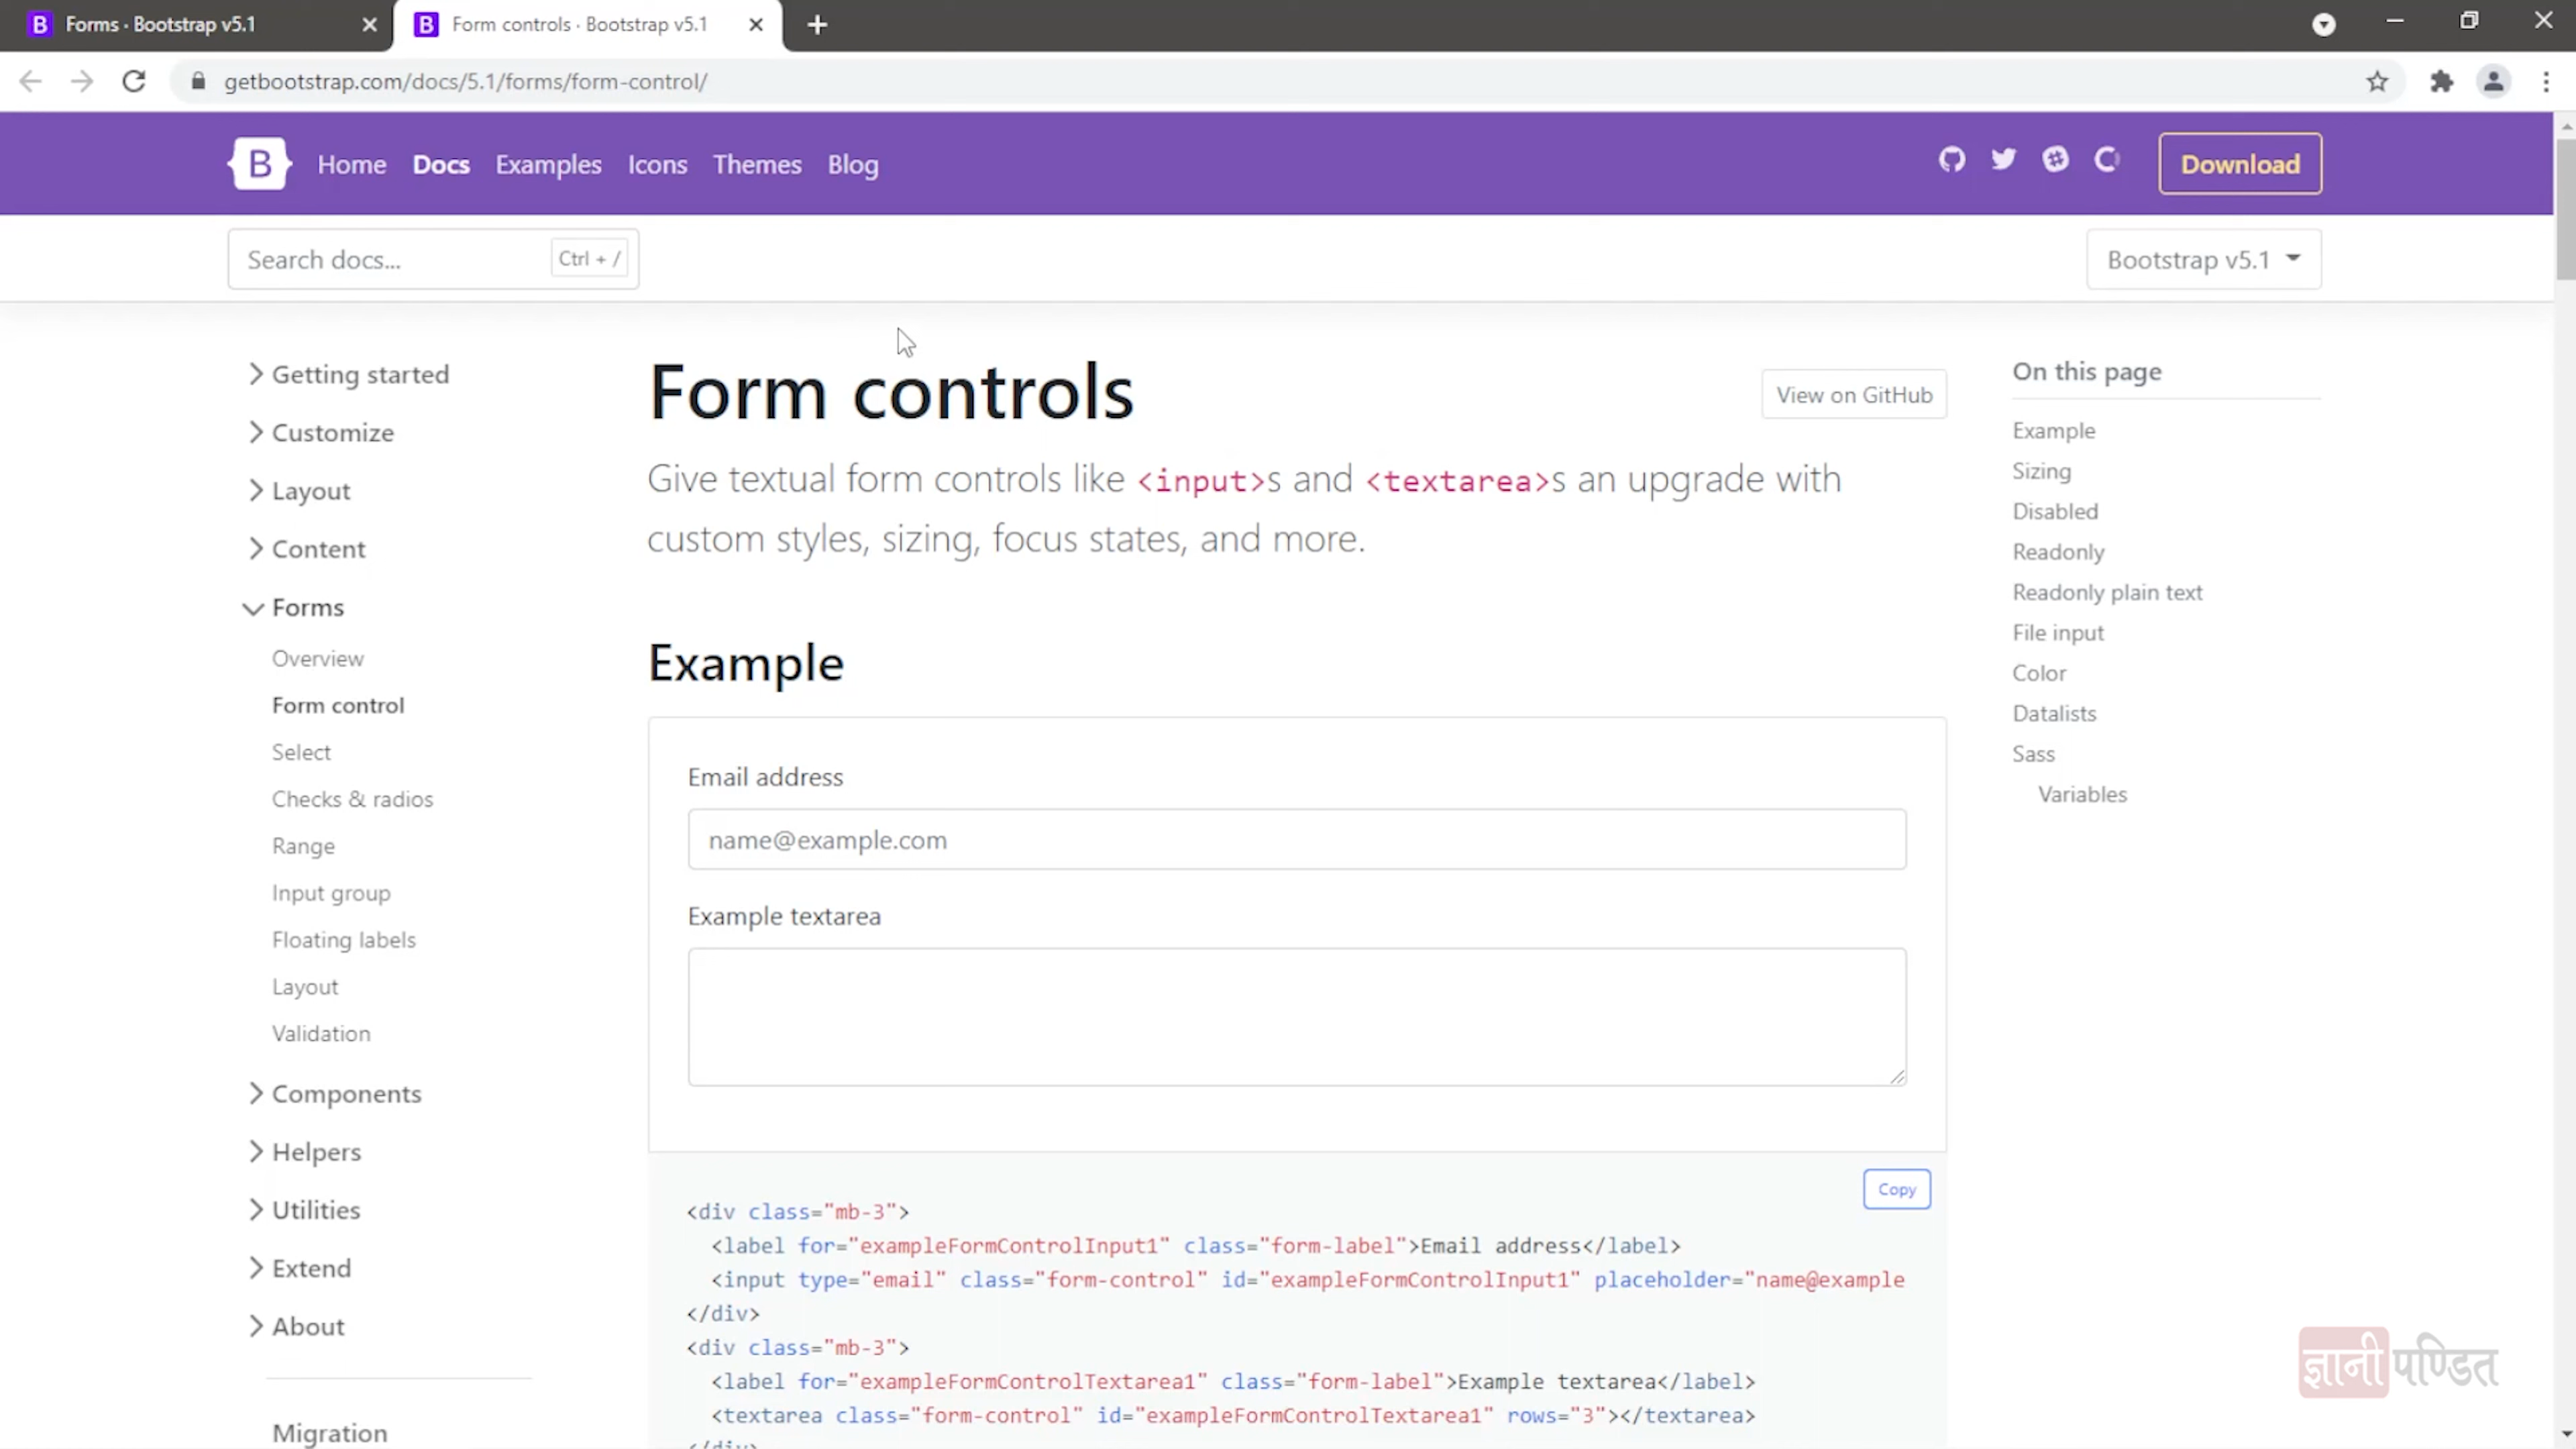 Forms · Bootstrap v5.1
Form controls · Bootstrap v5.1
getbootstrap.com/docs/5.1/forms/form-control/
B Home Docs Examples Icons Themes Blog
Download
Search docs... Ctrl + /
Bootstrap v5.1
Getting started
Customize
Layout
Content
Forms
Overview
Form control
Select
Checks & radios
Range
Input group
Floating labels
Layout
Validation
Components
Helpers
Utilities
Extend
About
Migration
Form controls
View on GitHub
Give textual form controls like <input>s and <textarea>s an upgrade with
custom styles, sizing, focus states, and more.
Example
Email address
name@example.com
Example textarea
Copy
<div class="mb-3">
<label for="exampleFormControlInput1" class="form-label">Email address</label>
<input type="email" class="form-control" id="exampleFormControlInput1" placeholder="name@example
</div>
<div class="mb-3">
<label for="exampleFormControlTextarea1" class="form-label">Example textarea</label>
<textarea class="form-control" id="exampleFormControlTextarea1" rows="3"></textarea>
</div>
On this page
Example
Sizing
Disabled
Readonly
Readonly plain text
File input
Color
Datalists
Sass
Variables
ज्ञानी पण्डित